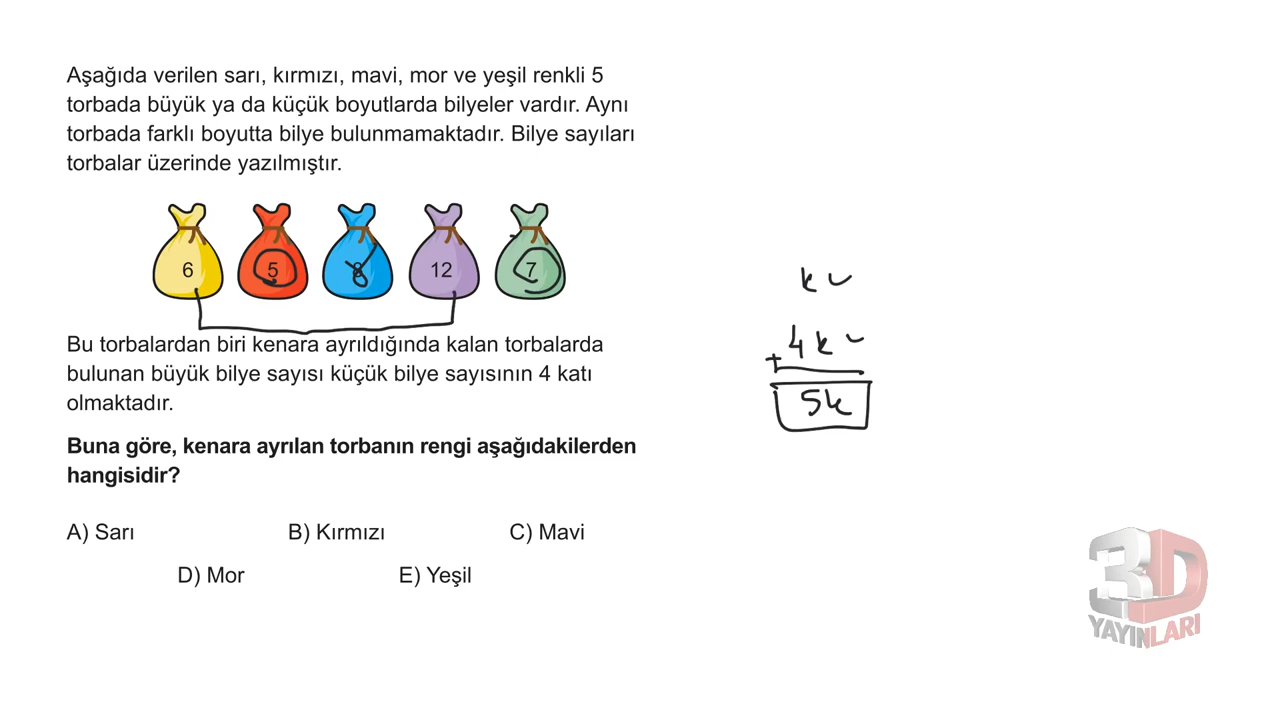 Aşağıda verilen sarı, kırmızı, mavi, mor ve yeşil renkli 5
torbada büyük ya da küçük boyutlarda bilyeler vardır. Aynı
torbada farklı boyutta bilye bulunmamaktadır. Bilye sayıları
torbalar üzerinde yazılmıştır.
6 5 8 12 7
Bu torbalardan biri kenara ayrıldığında kalan torbalarda
bulunan büyük bilye sayısı küçük bilye sayısının 4 katı
olmaktadır.
Buna göre, kenara ayrılan torbanın rengi aşağıdakilerden
hangisidir?
A) Sarı B) Kırmızı C) Mavi
D) Mor E) Yeşil
k
+ 4k
5k
3D
YAYINLARI